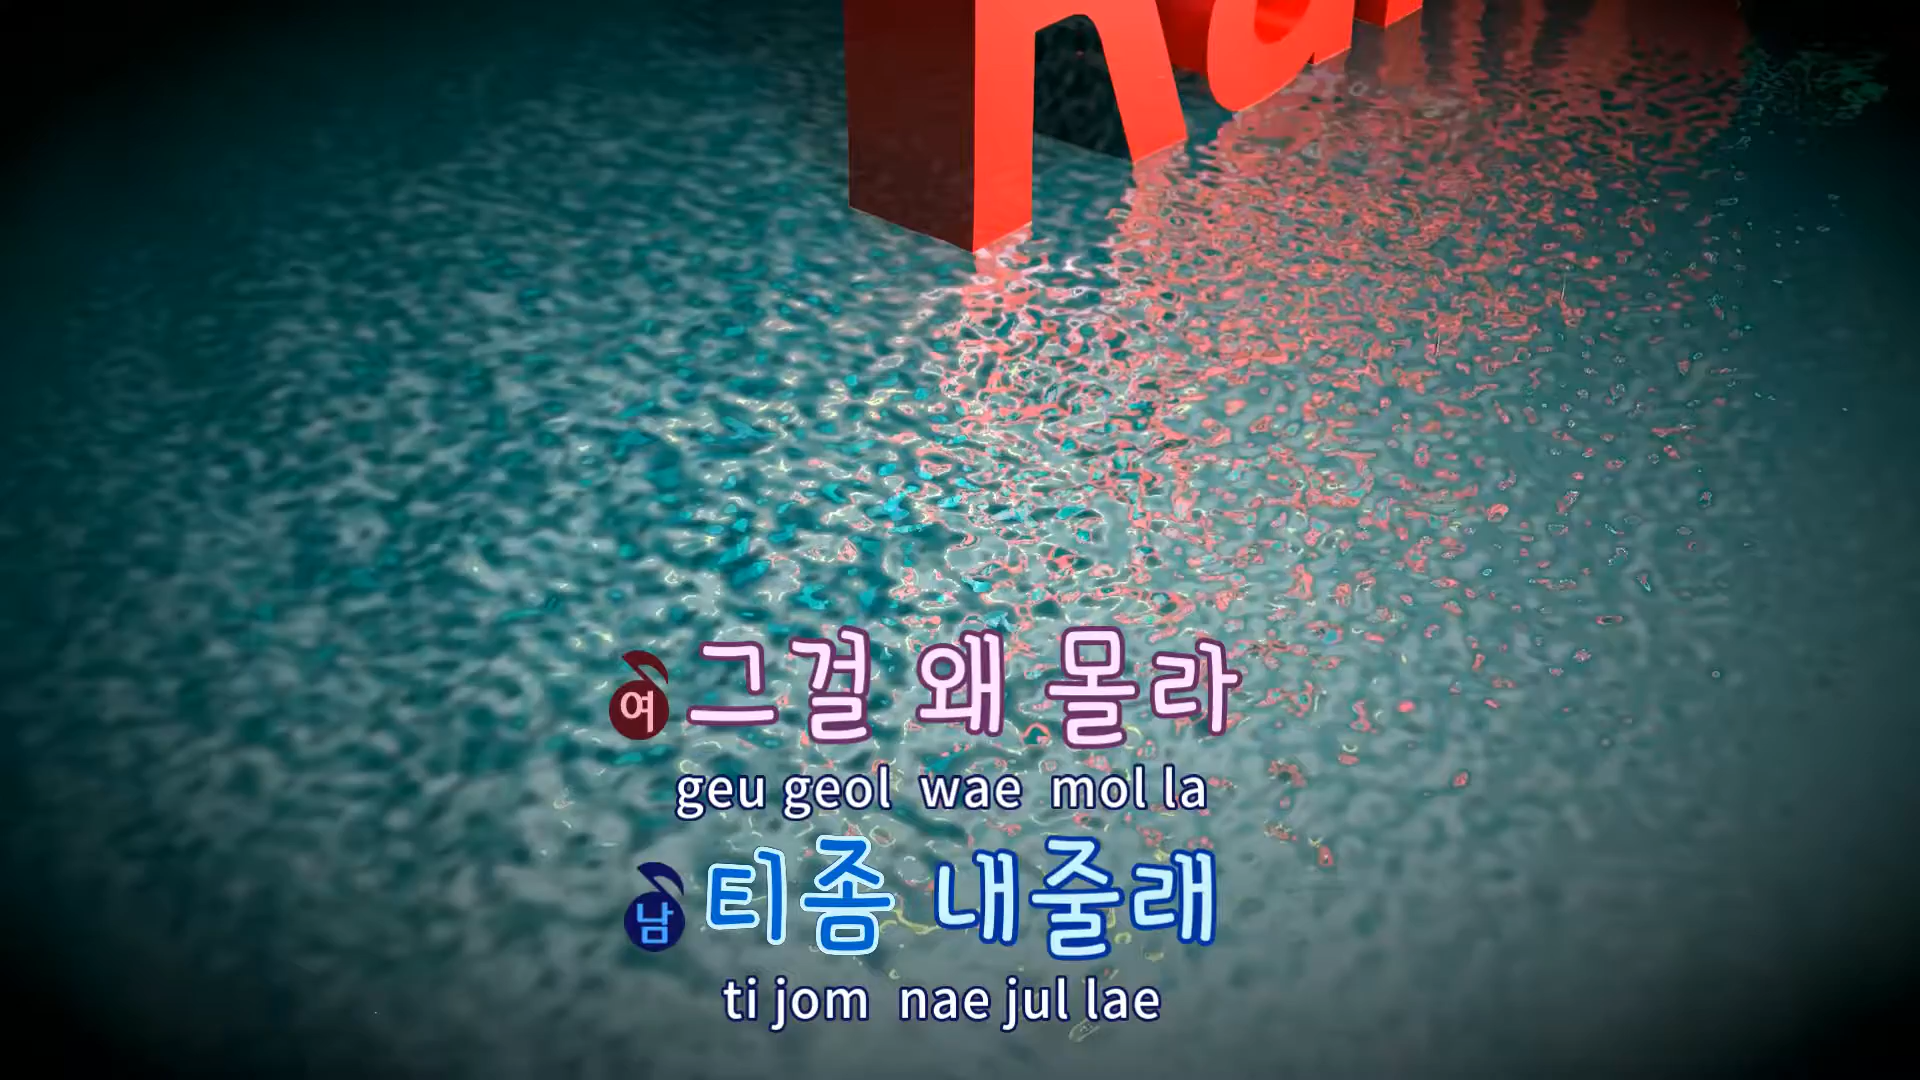 Ka
여 그걸 왜 몰라
geu geol wae mol la
남 티좀 내줄래
ti jom nae jul lae